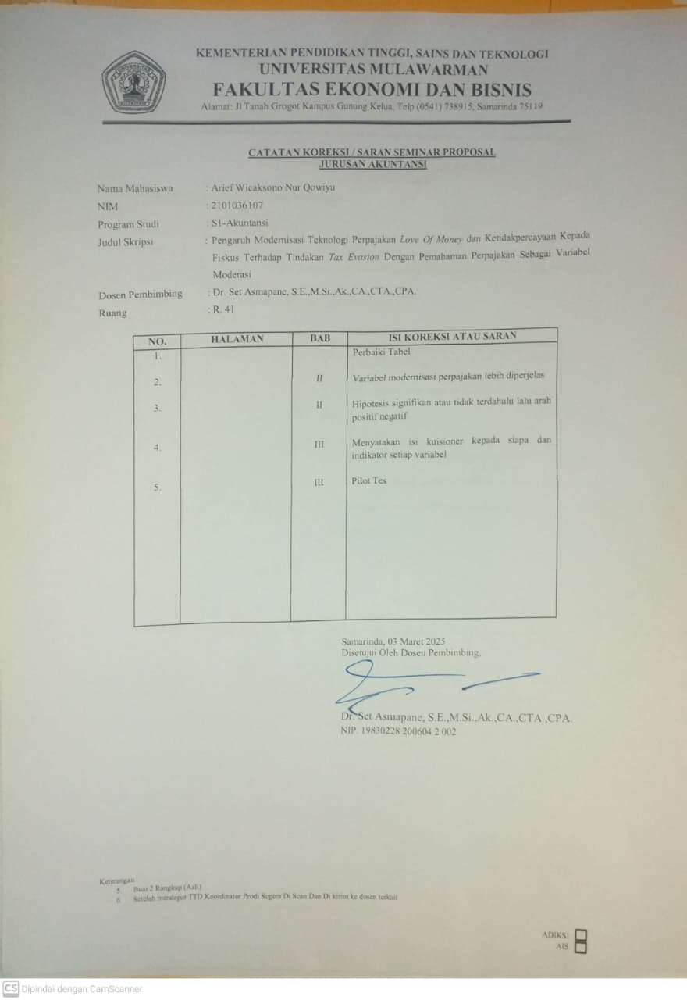 KEMENTERIAN PENDIDIKAN TINGGI, SAINS DAN TEKNOLOGI
UNIVERSITAS MULAWARMAN
FAKULTAS EKONOMI DAN BISNIS
Alamat: Jl Tanah Grogot Kampus Gunung Kelua, Telp (0541) 738915, Samarinda 75119
CATATAN KOREKSI / SARAN SEMINAR PROPOSAL
JURUSAN AKUNTANSI
Nama Mahasiswa : Arief Wicaksono Nur Qowiyu
NIM : 2101036107
Program Studi : S1-Akuntansi
Judul Skripsi : Pengaruh Modernisasi Teknologi Perpajakan Love Of Money dan Ketidakpercayaan Kepada
Fiskus Terhadap Tindakan Tax Evasion Dengan Pemahaman Perpajakan Sebagai Variabel
Moderasi
Dosen Pembimbing : Dr. Set Asmapane, S.E.,M.Si.,Ak.,CA.,CTA.,CPA.
Ruang : R. 41
NO. HALAMAN BAB ISI KOREKSI ATAU SARAN
1. Perbaiki Tabel
2. II Variabel modernisasi perpajakan lebih diperjelas
3. II Hipotesis signifikan atau tidak terdahulu lalu arah
positif negatif
4. III Menyatakan isi kuisioner kepada siapa dan
indikator setiap variabel
5. III Pilot Tes
Samarinda, 03 Maret 2025
Disetujui Oleh Dosen Pembimbing,
Dr. Set Asmapane, S.E.,M.Si.,Ak.,CA.,CTA.,CPA.
NIP. 19830228 200604 2 002
Keterangan :
5. Buat 2 Rangkap (Asli)
6. Setelah mendapat TTD Koordinator Prodi Segera Di Scan Dan Di kirim ke dosen terkait
ADIKSI
AIS
CS Dipindai dengan CamScanner